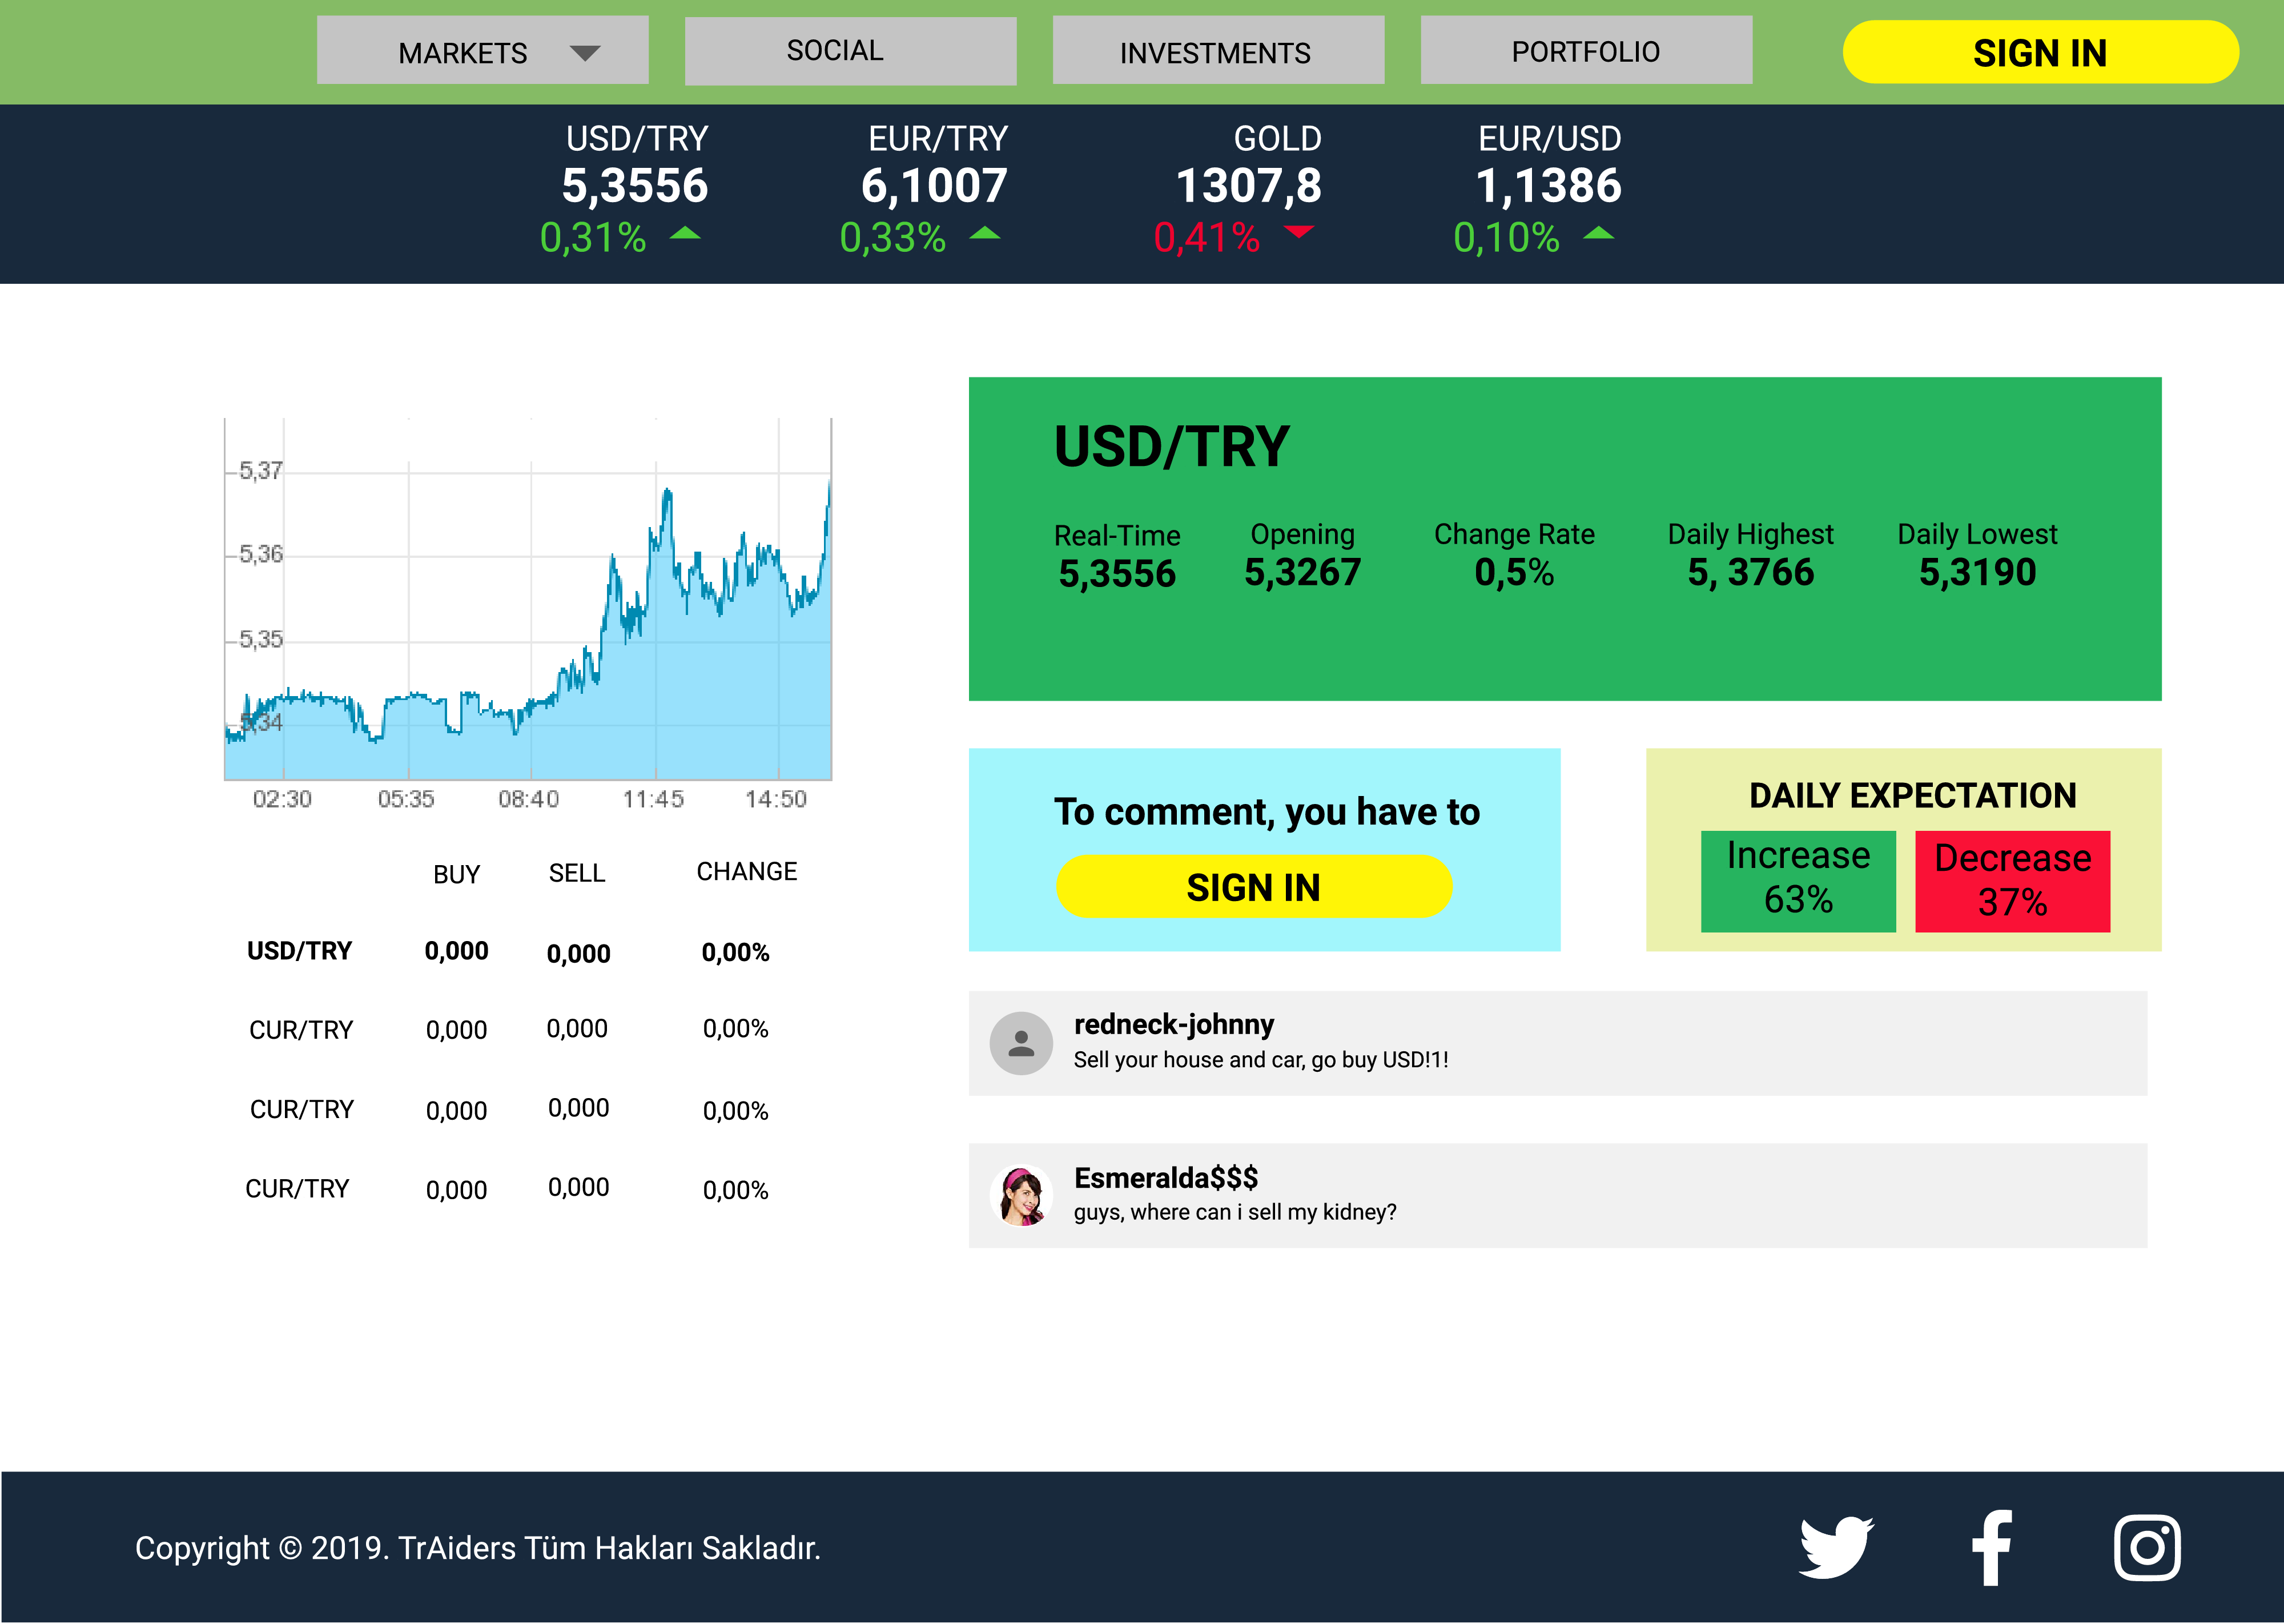 MARKETS
SOCIAL
INVESTMENTS
PORTFOLIO
SIGN IN
USD/TRY
5,3556
0,31%
EUR/TRY
6,1007
0,33%
GOLD
1307,8
0,41%
EUR/USD
1,1386
0,10%
5,37
5,36
5,35
5,34
02:30 05:35 08:40 11:45 14:50
BUY SELL CHANGE
USD/TRY 0,000 0,000 0,00%
CUR/TRY 0,000 0,000 0,00%
CUR/TRY 0,000 0,000 0,00%
CUR/TRY 0,000 0,000 0,00%
USD/TRY
Real-Time Opening Change Rate Daily Highest Daily Lowest
5,3556 5,3267 0,5% 5, 3766 5,3190
To comment, you have to
SIGN IN
DAILY EXPECTATION
Increase
63%
Decrease
37%
redneck-johnny
Sell your house and car, go buy USD!1!
Esmeralda$$$
guys, where can i sell my kidney?
Copyright © 2019. TrAiders Tüm Hakları Sakladır.